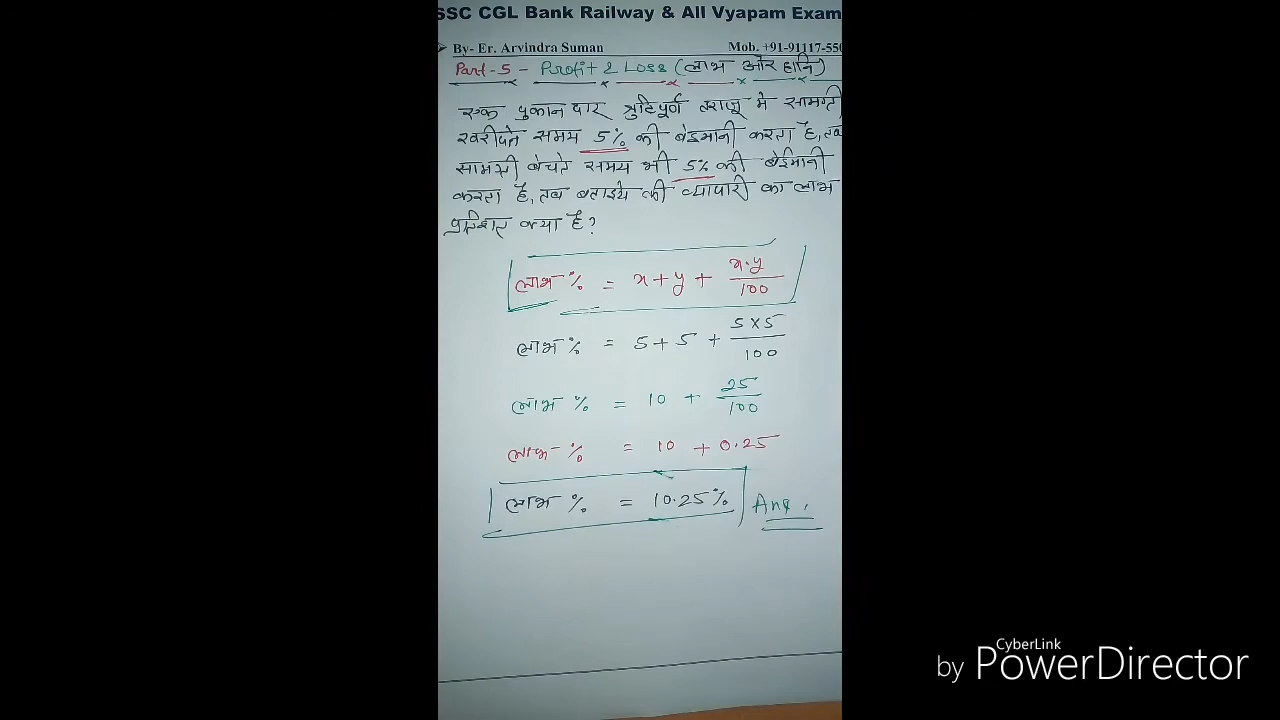 SSC CGL Bank Railway & All Vyapam Exam
By- Er. Arvindra Suman Mob. +91-91117-550
Part-5 - Profit & Loss (लाभ और हानि)
एक दुकानदार त्रुटिपूर्ण तराजू में सामग्री
खरीदते समय 5% की बेईमानी करता है, तब
सामग्री बेचते समय भी 5% की बेईमानी
करता है, तब बताइये की व्यापारी का लाभ
प्रतिशत क्या है?
लाभ % = x + y + x.y/100
लाभ % = 5 + 5 + 5 x 5/100
लाभ % = 10 + 25/100
लाभ % = 10 + 0.25
लाभ % = 10.25% Ans.
CyberLink
by PowerDirector